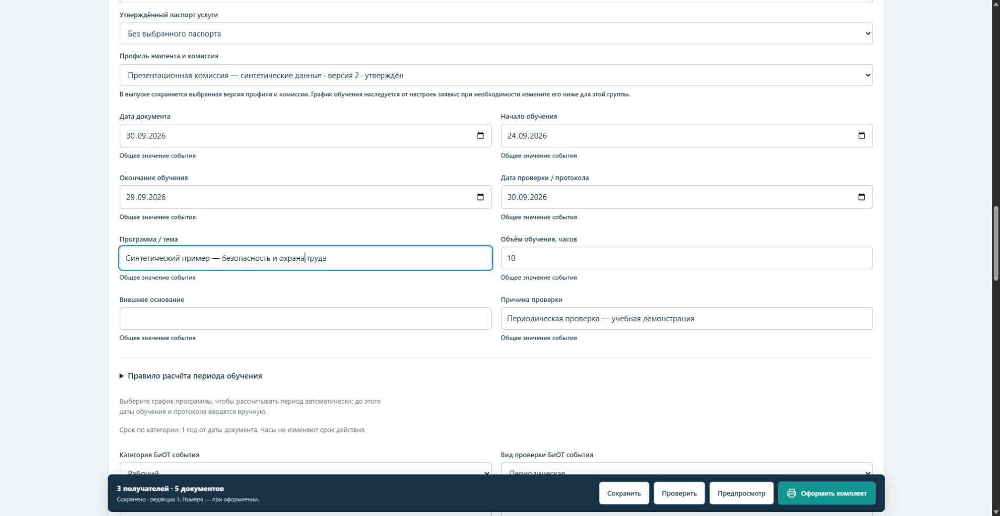 Утверждённый паспорт услуги
Без выбранного паспорта
Профиль эмитента и комиссия
Презентационная комиссия — синтетические данные · версия 2 · утверждён
В выпуске сохраняется выбранная версия профиля и комиссии. График обучения наследуется от настроек заявки; при необходимости измените его ниже для этой группы.
Дата документа
Начало обучения
30.09.2026
24.09.2026
Общее значение события
Общее значение события
Окончание обучения
Дата проверки / протокола
29.09.2026
30.09.2026
Общее значение события
Общее значение события
Программа / тема
Объём обучения, часов
Синтетический пример — безопасность и охрана труда
10
Общее значение события
Общее значение события
Внешнее основание
Причина проверки
Периодическая проверка — учебная демонстрация
Общее значение события
Общее значение события
Правило расчёта периода обучения
Выберите график программы, чтобы рассчитывать период автоматически; до этого
даты обучения и протокола вводятся вручную.
Срок по категории: 1 год от даты документа. Часы не изменяют срок действия.
Категория БиОТ события
Вид проверки БиОТ события
Рабочий
Периодическая
3 получателей · 5 документов
Сохранено · редакция 1. Номера — при оформлении.
Сохранить
Проверить
Предпросмотр
Оформить комплект